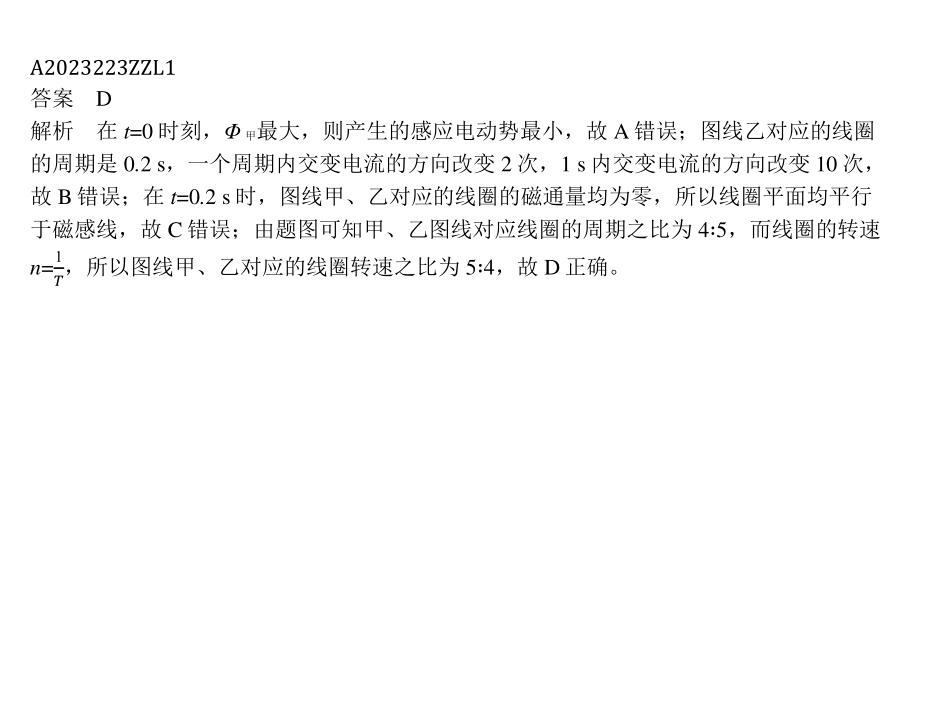 A2023223ZZL1
答案　D
解析　在 t=0 时刻，Φ甲最大，则产生的感应电动势最小，故 A 错误；图线乙对应的线圈
的周期是 0.2 s，一个周期内交变电流的方向改变 2 次，1 s 内交变电流的方向改变 10 次，
故 B 错误；在 t=0.2 s 时，图线甲、乙对应的线圈的磁通量均为零，所以线圈平面均平行
于磁感线，故 C 错误；由题图可知甲、乙图线对应线圈的周期之比为 4∶5，而线圈的转速
n=1/T，所以图线甲、乙对应的线圈转速之比为 5∶4，故 D 正确。